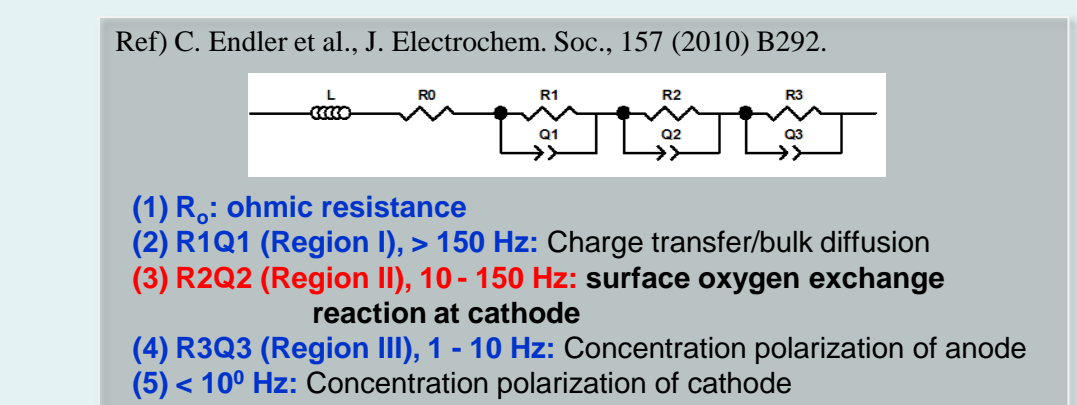 Ref) C. Endler et al., J. Electrochem. Soc., 157 (2010) B292.
L R0 R1 R2 R3
Q1 Q2 Q3
(1) Ro: ohmic resistance
(2) R1Q1 (Region I), > 150 Hz: Charge transfer/bulk diffusion
(3) R2Q2 (Region II), 10 - 150 Hz: surface oxygen exchange
reaction at cathode
(4) R3Q3 (Region III), 1 - 10 Hz: Concentration polarization of anode
(5) < 10⁰ Hz: Concentration polarization of cathode